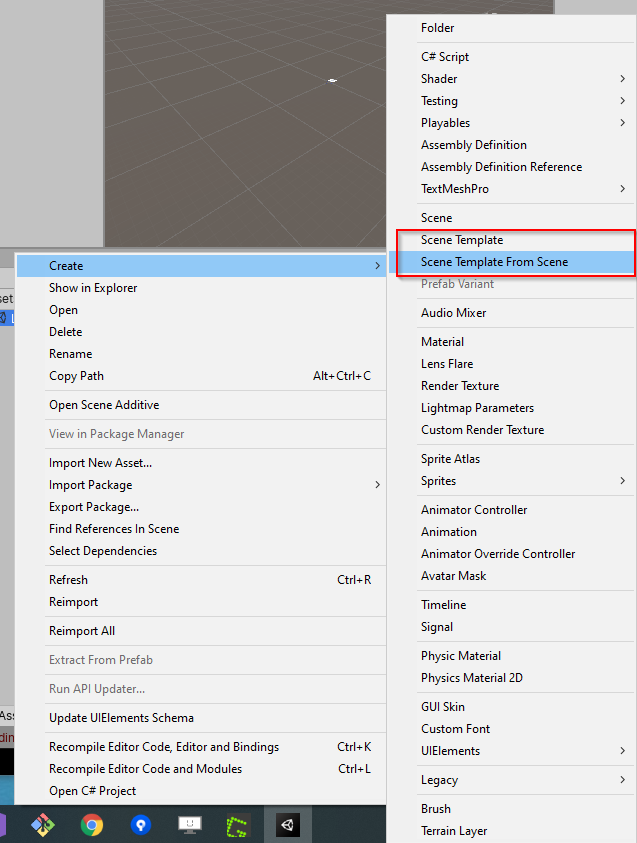 Create
Show in Explorer
Open
Delete
Rename
Copy Path Alt+Ctrl+C
Open Scene Additive
View in Package Manager
Import New Asset...
Import Package
Export Package...
Find References In Scene
Select Dependencies
Refresh Ctrl+R
Reimport
Reimport All
Extract From Prefab
Run API Updater...
Update UIElements Schema
Recompile Editor Code, Editor and Bindings Ctrl+K
Recompile Editor Code and Modules Ctrl+L
Open C# Project
Folder
C# Script
Shader
Testing
Playables
Assembly Definition
Assembly Definition Reference
TextMeshPro
Scene
Scene Template
Scene Template From Scene
Prefab Variant
Audio Mixer
Material
Lens Flare
Render Texture
Lightmap Parameters
Custom Render Texture
Sprite Atlas
Sprites
Animator Controller
Animation
Animator Override Controller
Avatar Mask
Timeline
Signal
Physic Material
Physics Material 2D
GUI Skin
Custom Font
UIElements
Legacy
Brush
Terrain Layer